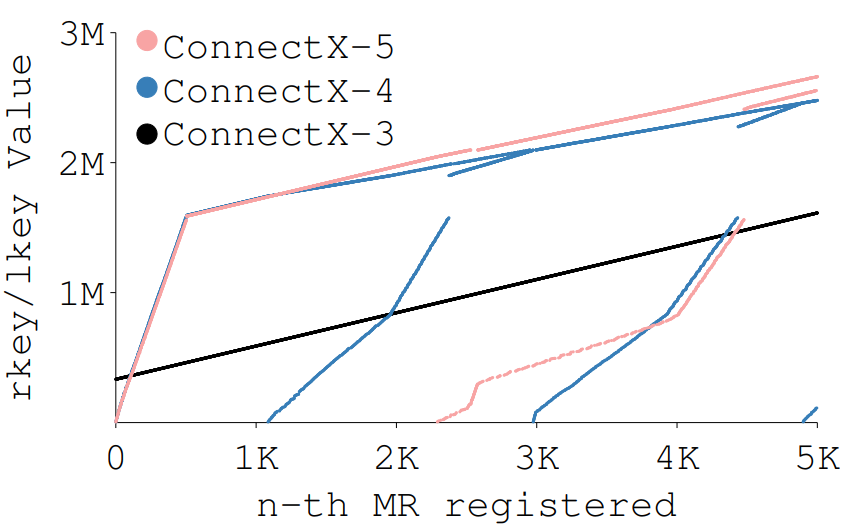 3M
ConnectX-5
ConnectX-4
ConnectX-3
2M
1M
rkey/lkey Value
0 1K 2K 3K 4K 5K
n-th MR registered